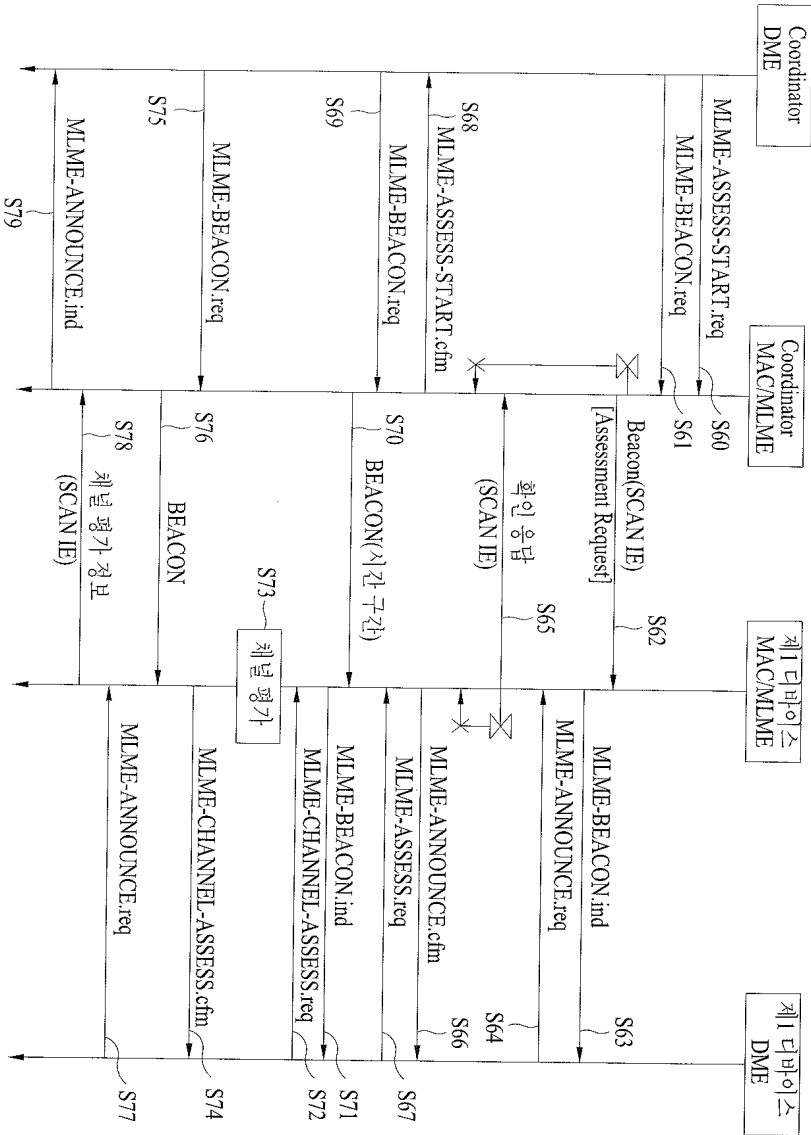 Coordinator
DME
Coordinator
MAC/MLME
제1 디바이스
MAC/MLME
제1 디바이스
DME
MLME-ASSESS-START.req
S60
MLME-BEACON.req
S61
Beacon(SCAN IE)
[Assessment Request]
S62
MLME-BEACON.ind
S63
MLME-ANNOUNCE.req
S64
확인 응답
(SCAN IE)
S65
MLME-ANNOUNCE.cfm
S66
MLME-ASSESS.req
S67
MLME-ASSESS-START.cfm
S68
MLME-BEACON.req
S69
BEACON(시간 구간)
S70
MLME-BEACON.ind
S71
MLME-CHANNEL-ASSESS.req
S72
채널 평가
S73
MLME-CHANNEL-ASSESS.cfm
S74
MLME-BEACON.req
S75
BEACON
S76
MLME-ANNOUNCE.req
S77
채널 평가 정보
(SCAN IE)
S78
MLME-ANNOUNCE.ind
S79